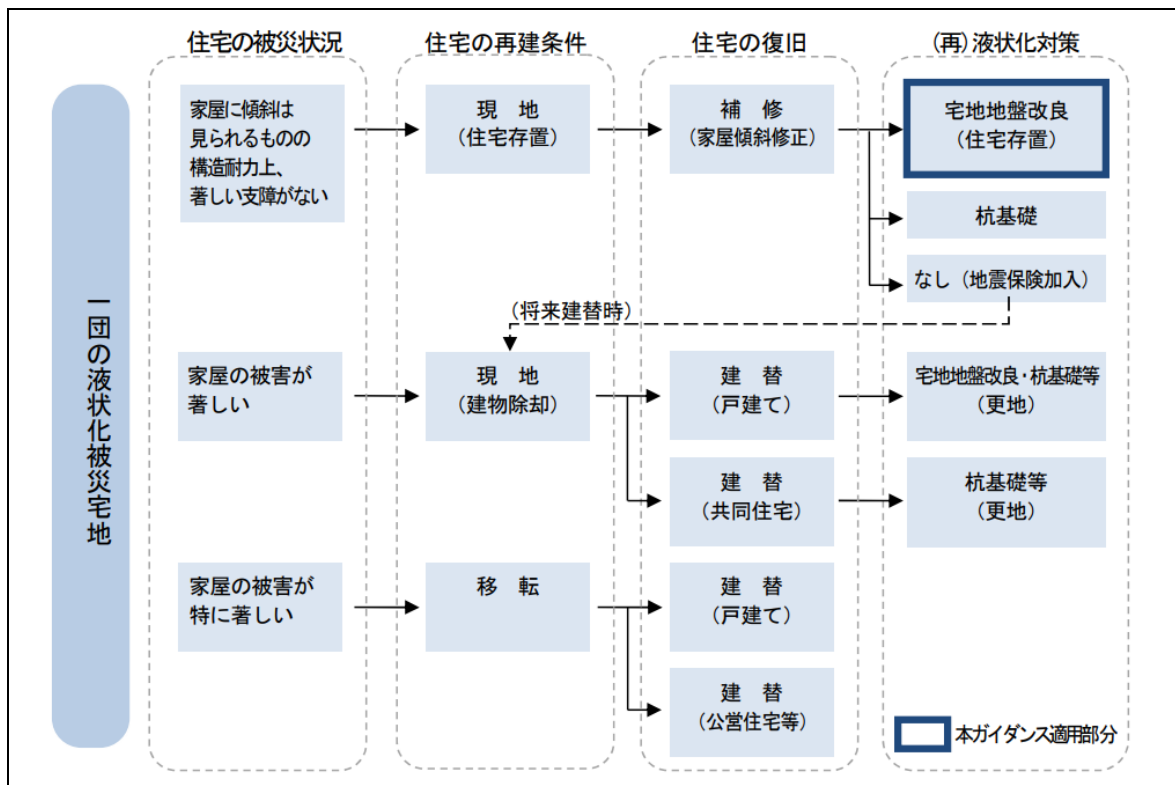 住宅の被災状況
住宅の再建条件
住宅の復旧
(再)液状化対策
一団の液状化被災宅地
家屋に傾斜は
見られるものの
構造耐力上、
著しい支障がない
現 地
(住宅存置)
補 修
(家屋傾斜修正)
宅地地盤改良
(住宅存置)
杭基礎
なし(地震保険加入)
(将来建替時)
家屋の被害が
著しい
現 地
(建物除却)
建 替
(戸建て)
宅地地盤改良・杭基礎等
(更地)
建 替
(共同住宅)
杭基礎等
(更地)
家屋の被害が
特に著しい
移 転
建 替
(戸建て)
建 替
(公営住宅等)
本ガイダンス適用部分